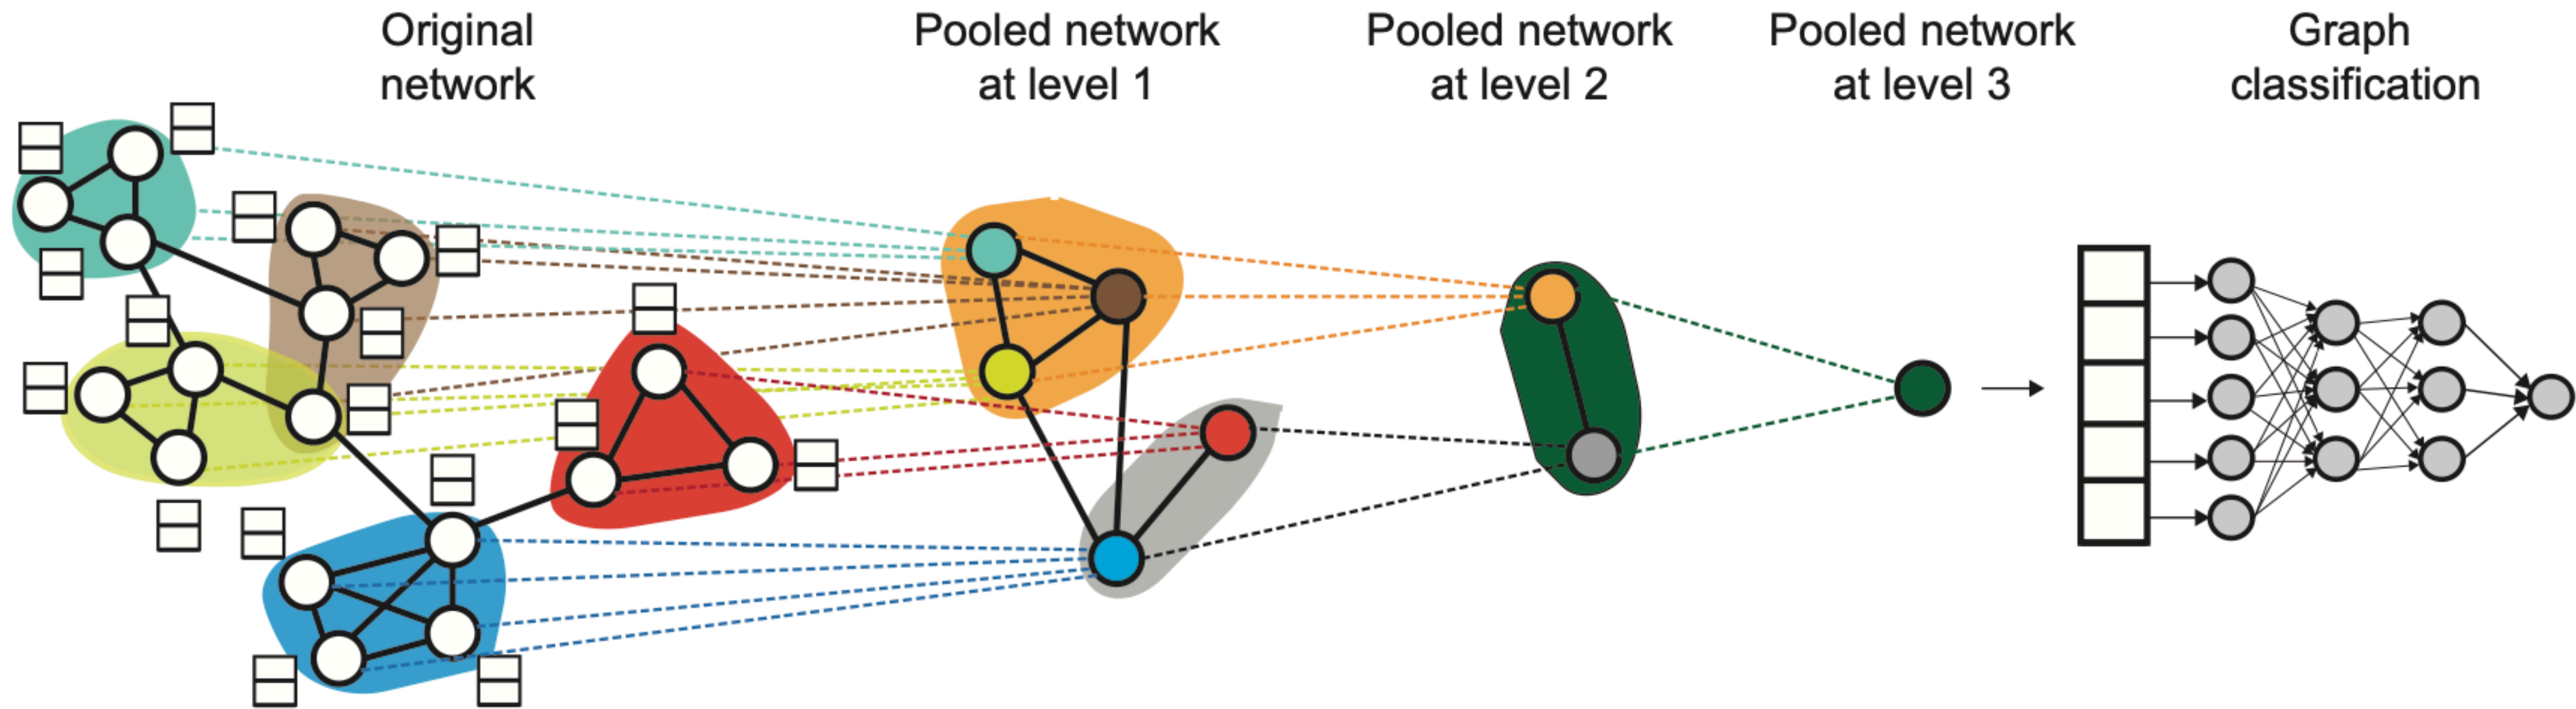 Original
network
Pooled network
at level 1
Pooled network
at level 2
Pooled network
at level 3
Graph
classification